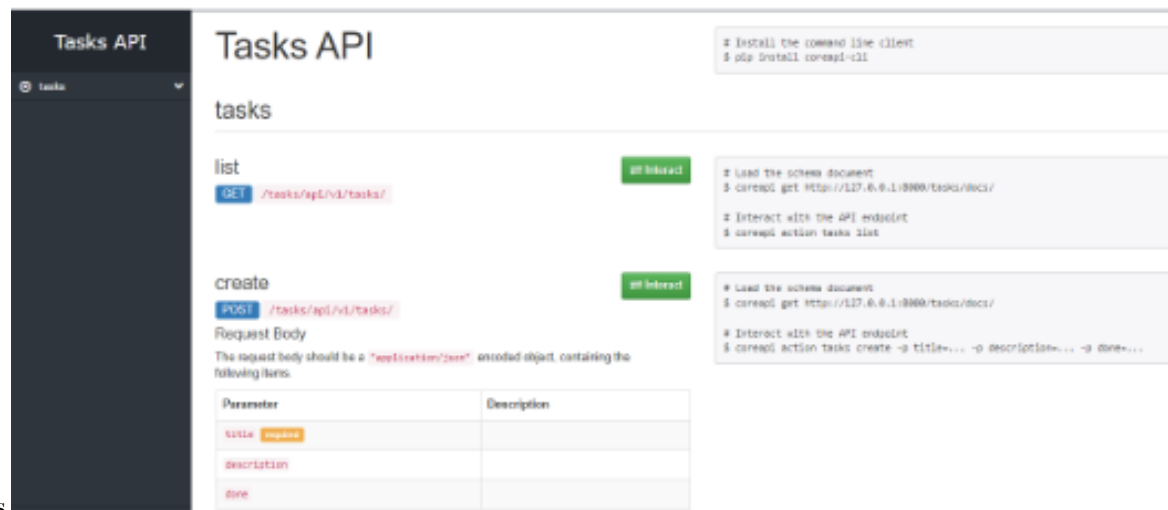 Tasks API
tasks
Tasks API
# Install the command line client
$ pip install coreapi-cli
tasks
list
Interact
GET /tasks/api/v1/tasks/
# Load the schema document
$ coreapi get http://127.0.0.1:8000/tasks/docs/
# Interact with the API endpoint
$ coreapi action tasks list
create
Interact
POST /tasks/api/v1/tasks/
# Load the schema document
$ coreapi get http://127.0.0.1:8000/tasks/docs/
# Interact with the API endpoint
$ coreapi action tasks create -p title=... -p description=... -p done=...
Request Body
The request body should be a "application/json" encoded object, containing the
following items.
Parameter Description
title required
description
done